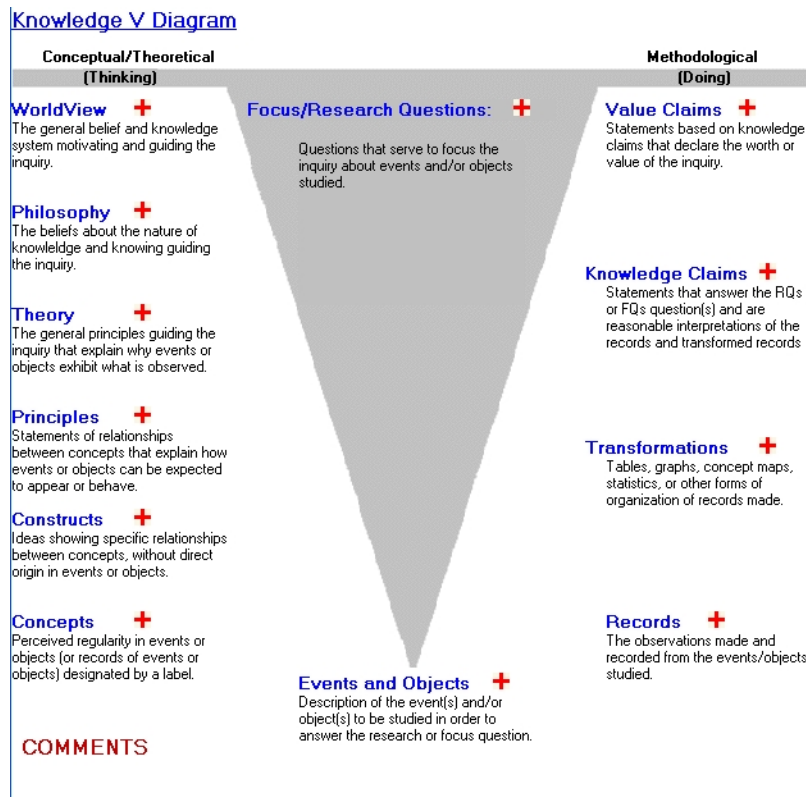 Knowledge V Diagram
Conceptual/Theoretical
(Thinking)
Methodological
(Doing)
WorldView
The general belief and knowledge
system motivating and guiding the
inquiry.
Philosophy
The beliefs about the nature of
knowleldge and knowing guiding
the inquiry.
Theory
The general principles guiding the
inquiry that explain why events or
objects exhibit what is observed.
Principles
Statements of relationships
between concepts that explain how
events or objects can be expected
to appear or behave.
Constructs
Ideas showing specific relationships
between concepts, without direct
origin in events or objects.
Concepts
Perceived regularity in events or
objects (or records of events or
objects) designated by a label.
COMMENTS
Focus/Research Questions:
Questions that serve to focus the
inquiry about events and/or objects
studied.
Events and Objects
Description of the event(s) and/or
object(s) to be studied in order to
answer the research or focus question.
Value Claims
Statements based on knowledge
claims that declare the worth or
value of the inquiry.
Knowledge Claims
Statements that answer the RQs
or FQs question(s) and are
reasonable interpretations of the
records and transformed records
Transformations
Tables, graphs, concept maps,
statistics, or other forms of
organization of records made.
Records
The observations made and
recorded from the events/objects
studied.